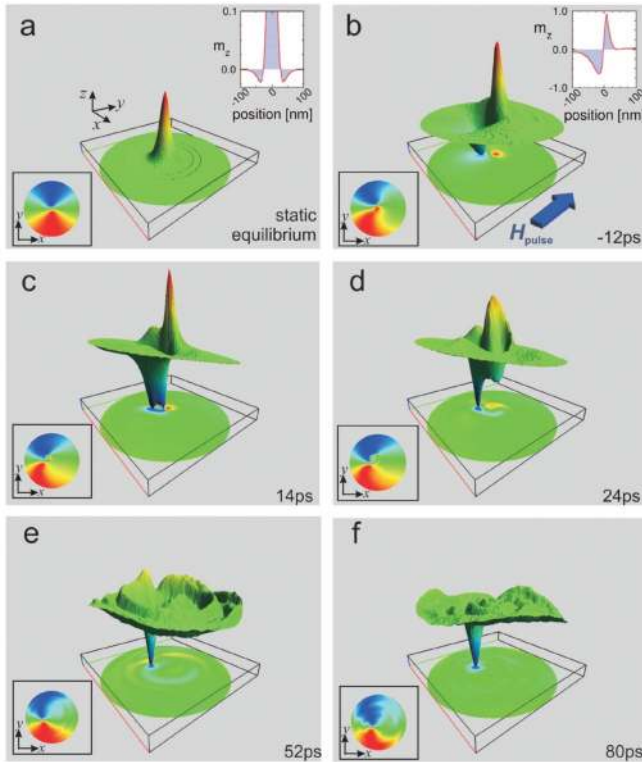 a
0.1
m_z
0.0
-100 0 100
position [nm]
z
y
x
y
x
static
equilibrium
b
1.0
m_z
0.0
-1.0
-100 0 100
position [nm]
y
x
H_pulse
-12ps
c
y
x
14ps
d
y
x
24ps
e
y
x
52ps
f
y
x
80ps